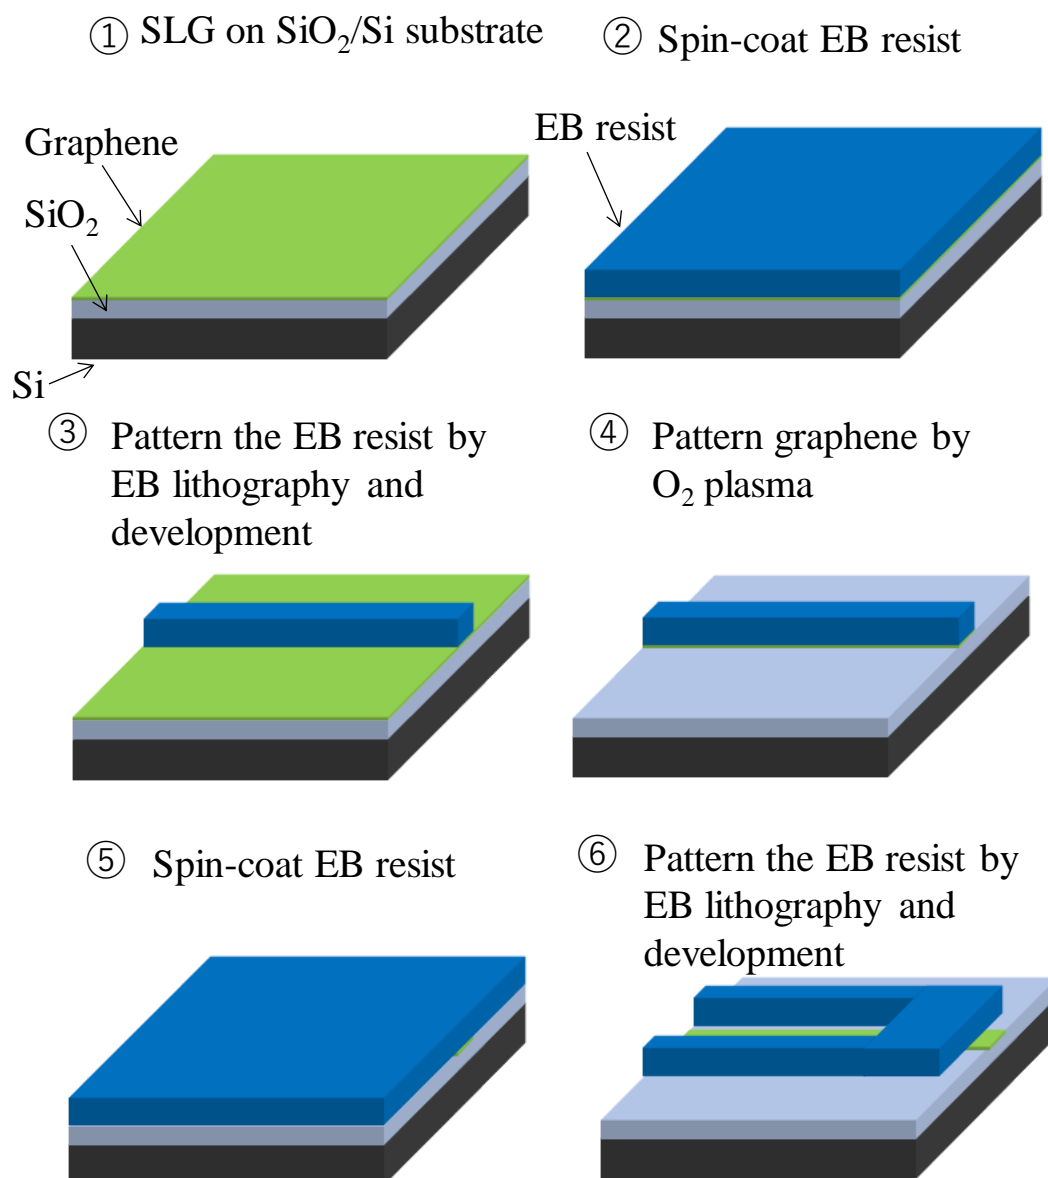 ① SLG on SiO₂/Si substrate
② Spin-coat EB resist
Graphene
SiO₂
Si
EB resist
③ Pattern the EB resist by
EB lithography and
development
④ Pattern graphene by
O₂ plasma
⑤ Spin-coat EB resist
⑥ Pattern the EB resist by
EB lithography and
development